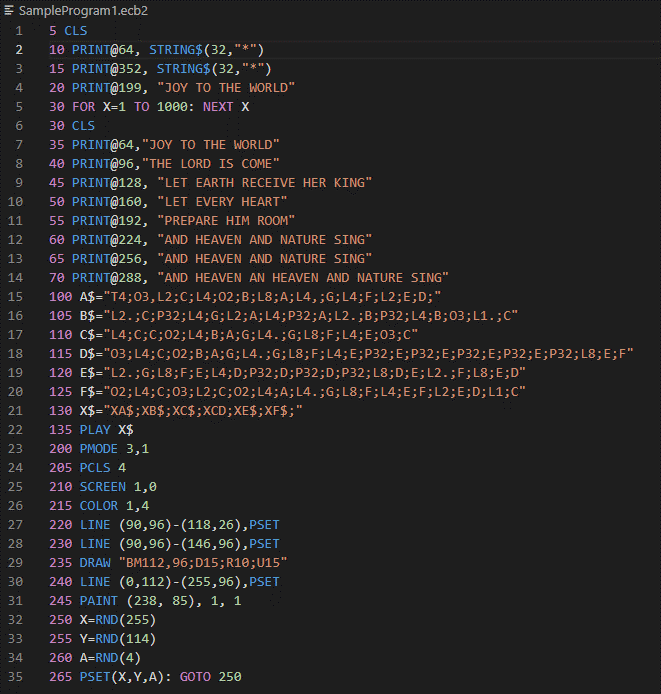 SampleProgram1.ecb2
1 5 CLS
2 10 PRINT@64, STRING$(32,"*")
3 15 PRINT@352, STRING$(32,"*")
4 20 PRINT@199, "JOY TO THE WORLD"
5 30 FOR X=1 TO 1000: NEXT X
6 30 CLS
7 35 PRINT@64,"JOY TO THE WORLD"
8 40 PRINT@96,"THE LORD IS COME"
9 45 PRINT@128, "LET EARTH RECEIVE HER KING"
10 50 PRINT@160, "LET EVERY HEART"
11 55 PRINT@192, "PREPARE HIM ROOM"
12 60 PRINT@224, "AND HEAVEN AND NATURE SING"
13 65 PRINT@256, "AND HEAVEN AND NATURE SING"
14 70 PRINT@288, "AND HEAVEN AN HEAVEN AND NATURE SING"
15 100 A$="T4;O3,L2;C;L4;O2;B;L8;A;L4,;G;L4;F;L2;E;D;"
16 105 B$="L2.;C;P32;L4;G;L2;A;L4;P32;A;L2.;B;P32;L4;B;O3;L1.;C"
17 110 C$="L4;C;C;O2;L4;B;A;G;L4.;G;L8;F;L4;E;O3;C"
18 115 D$="O3;L4;C;O2;B;A;G;L4.;G;L8;F;L4;E;P32;E;P32;E;P32;E;P32;E;P32;L8;E;F"
19 120 E$="L2.;G;L8;F;E;L4;D;P32;D;P32;D;P32;L8;D;E;L2.;F;L8;E;D"
20 125 F$="O2;L4;C;O3;L2;C;O2;L4;A;L4.;G;L8;F;L4;E;F;L2;E;D;L1;C"
21 130 X$="XA$;XB$;XC$;XCD;XE$;XF$;"
22 135 PLAY X$
23 200 PMODE 3,1
24 205 PCLS 4
25 210 SCREEN 1,0
26 215 COLOR 1,4
27 220 LINE (90,96)-(118,26),PSET
28 230 LINE (90,96)-(146,96),PSET
29 235 DRAW "BM112,96;D15;R10;U15"
30 240 LINE (0,112)-(255,96),PSET
31 245 PAINT (238, 85), 1, 1
32 250 X=RND(255)
33 255 Y=RND(114)
34 260 A=RND(4)
35 265 PSET(X,Y,A): GOTO 250